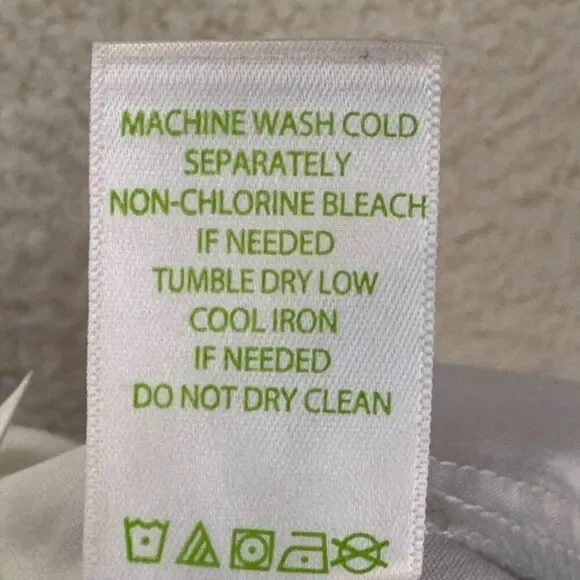 MACHINE WASH COLD
SEPARATELY
NON-CHLORINE BLEACH
IF NEEDED
TUMBLE DRY LOW
COOL IRON
IF NEEDED
DO NOT DRY CLEAN